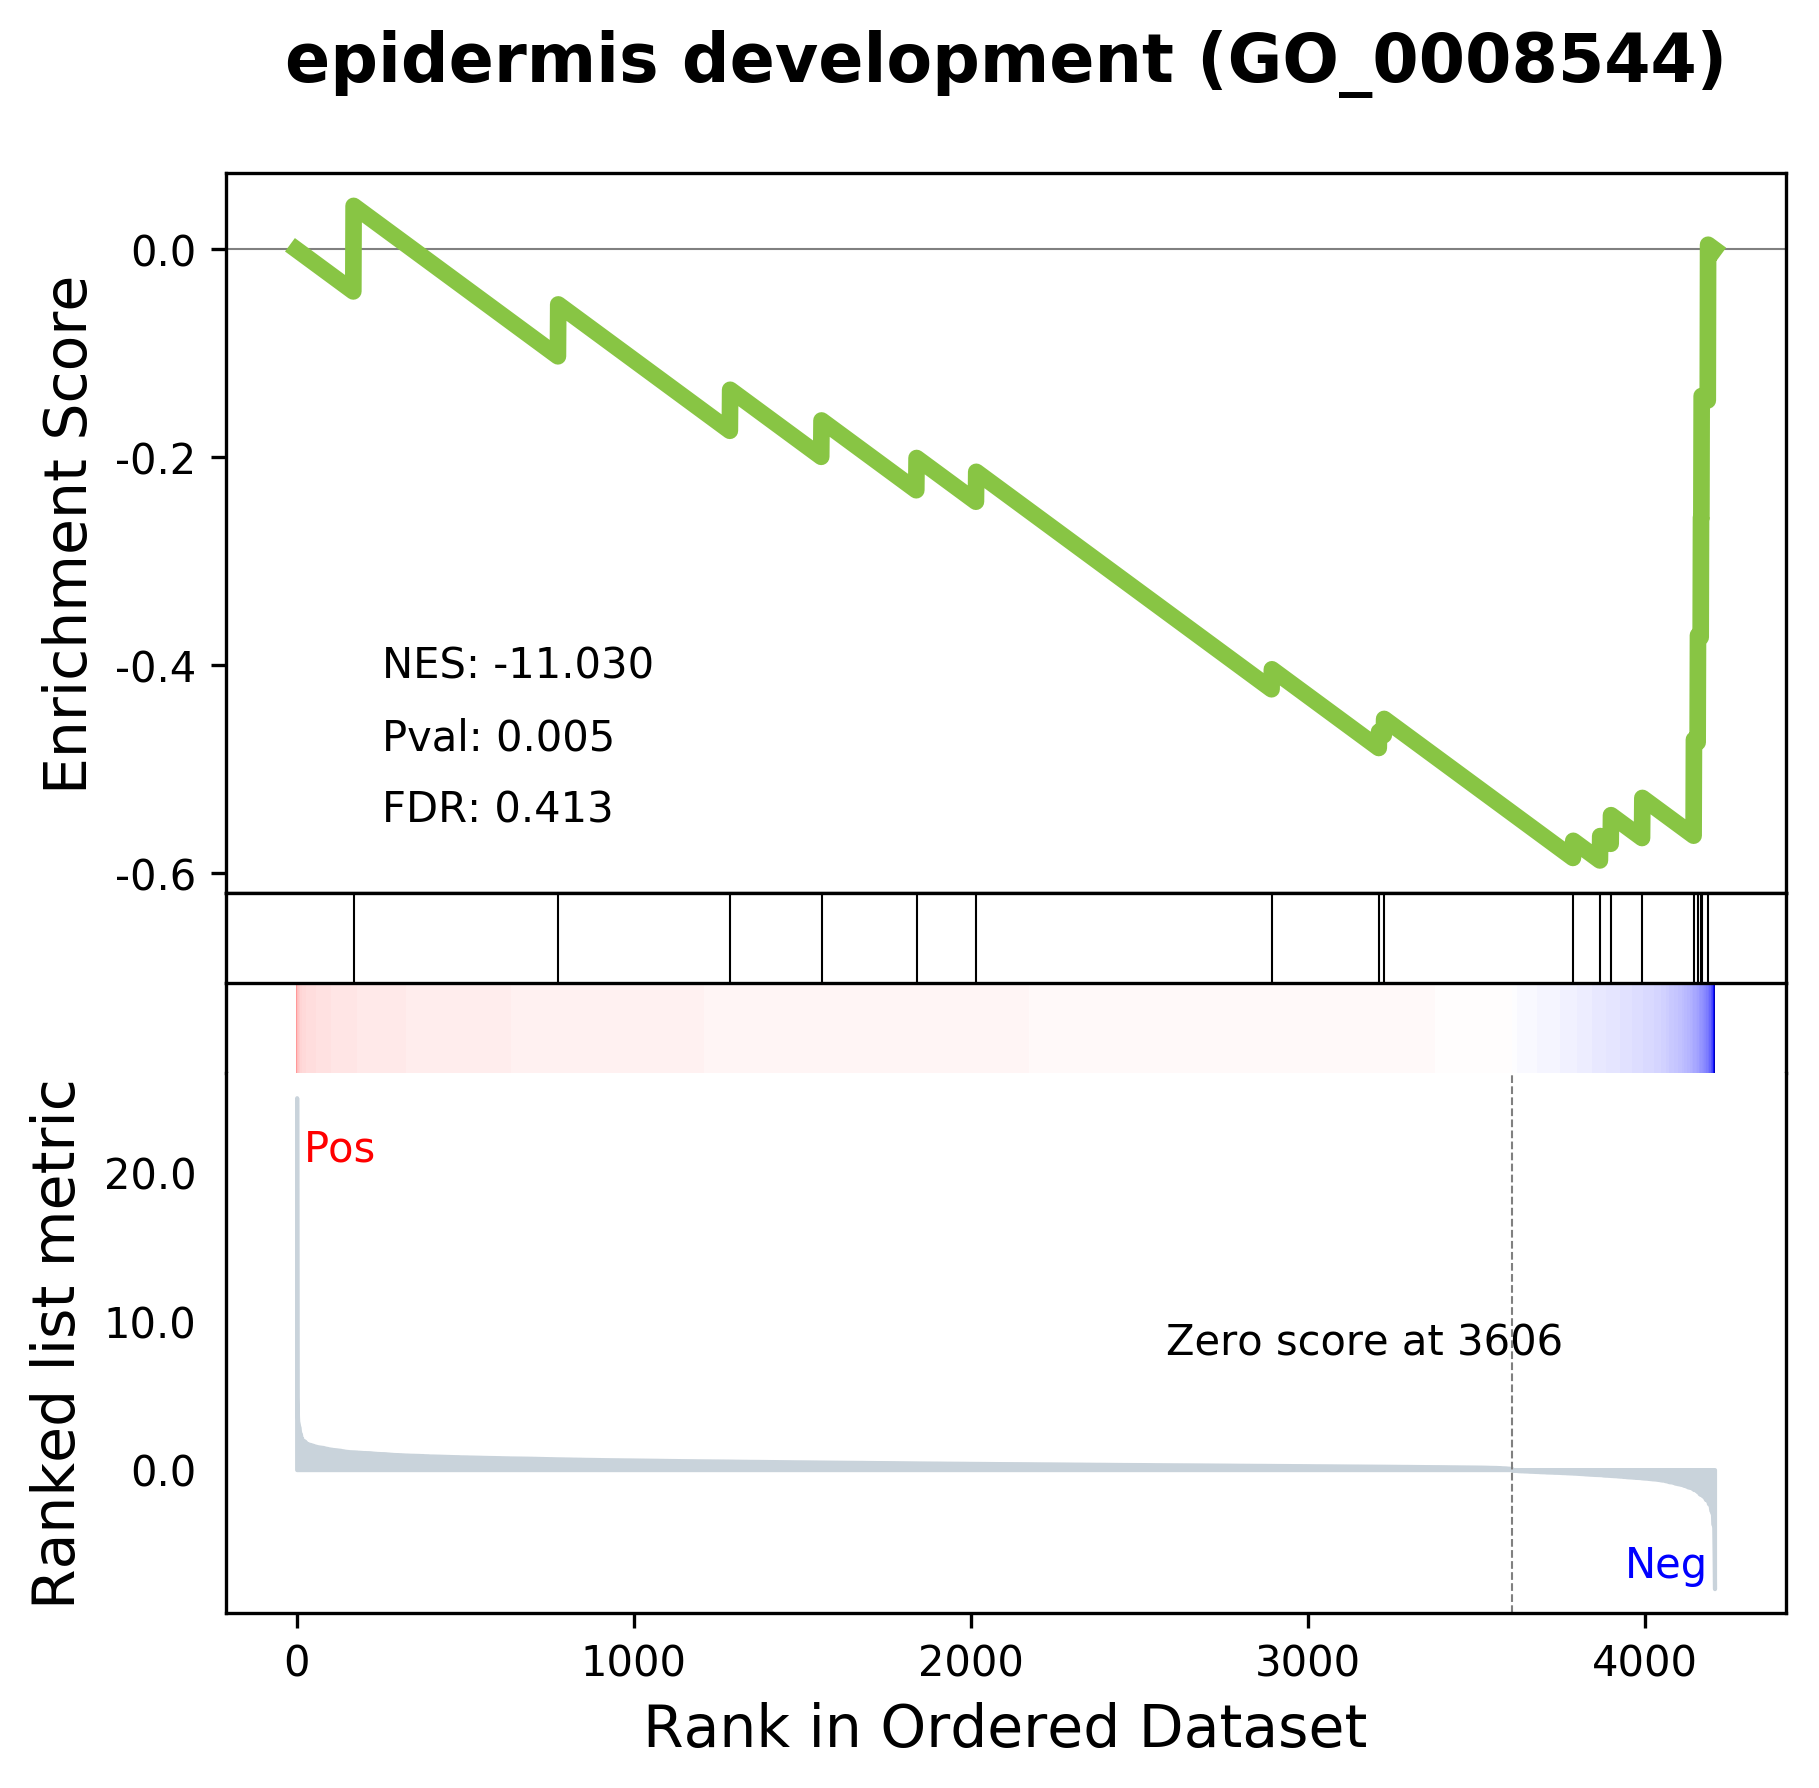 epidermis development (GO_0008544)
Enrichment Score
0.0
-0.2
-0.4
-0.6
NES: -11.030
Pval: 0.005
FDR: 0.413
Ranked list metric
20.0
10.0
0.0
Pos
Zero score at 3606
Neg
0 1000 2000 3000 4000
Rank in Ordered Dataset